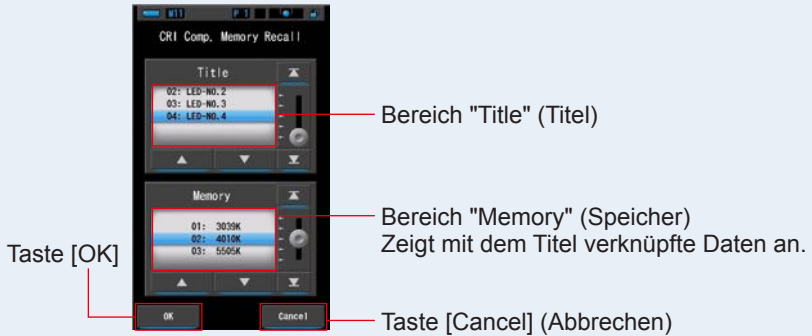 M11 P 1
CRI Comp. Memory Recall
Title
02: LED-NO.2
03: LED-NO.3
04: LED-NO.4
Bereich "Title" (Titel)
Memory
01: 3039K
02: 4010K
03: 5505K
Bereich "Memory" (Speicher)
Zeigt mit dem Titel verknüpfte Daten an.
Taste [OK]
OK
Cancel
Taste [Cancel] (Abbrechen)